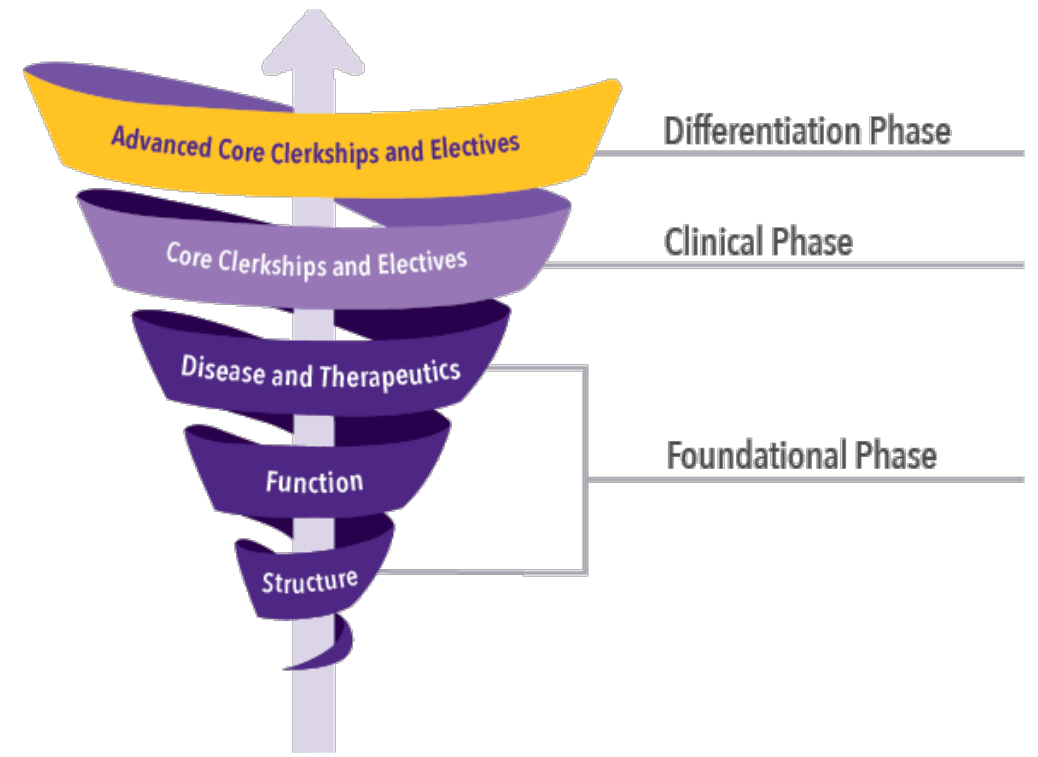 Advanced Core Clerkships and Electives
Differentiation Phase
Core Clerkships and Electives
Clinical Phase
Disease and Therapeutics
Function
Foundational Phase
Structure